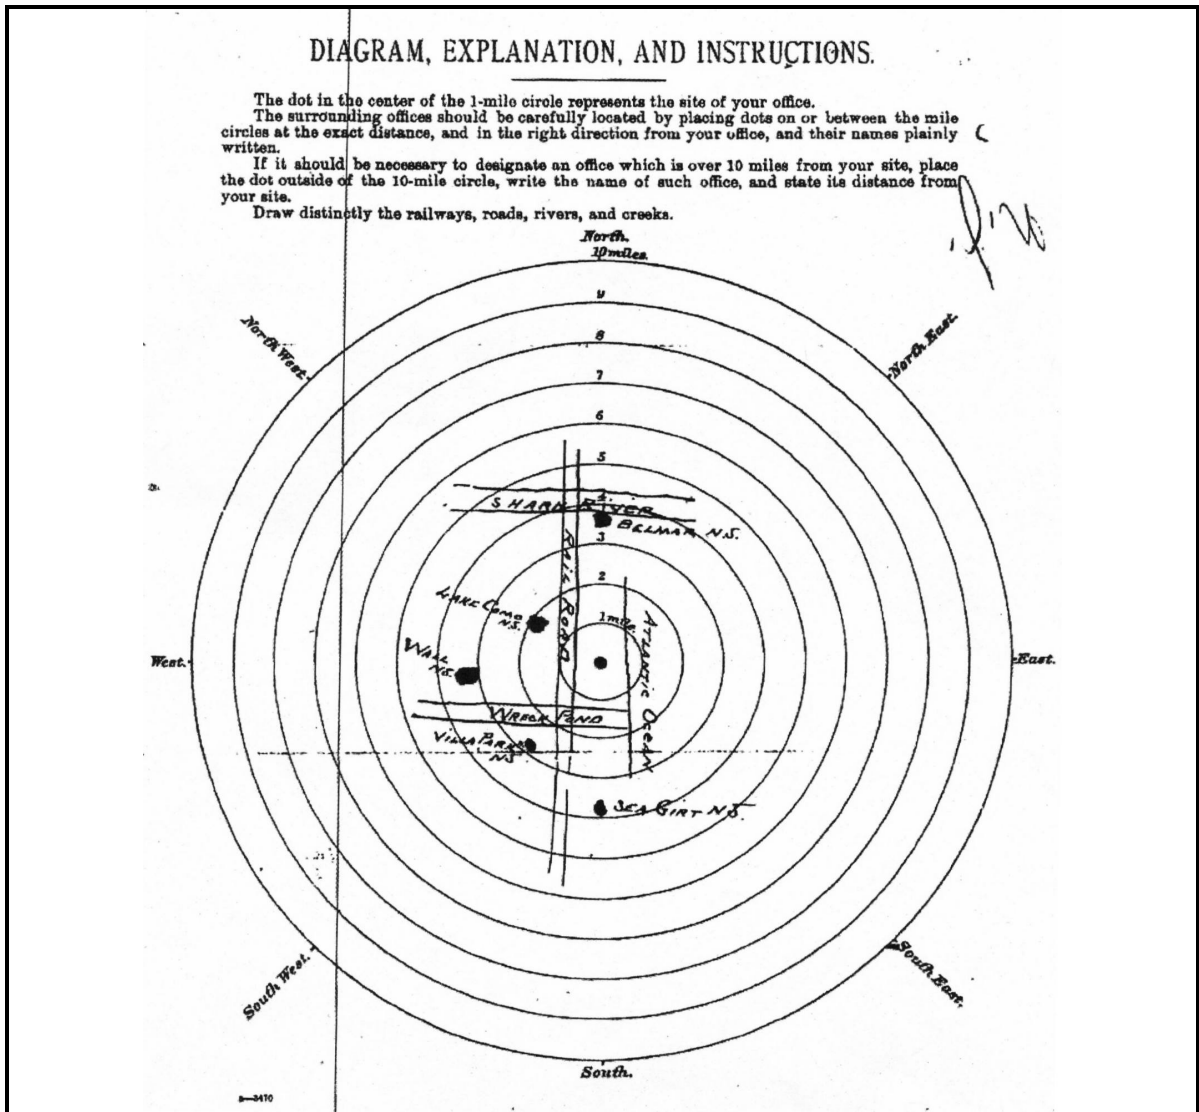 DIAGRAM, EXPLANATION, AND INSTRUCTIONS.
The dot in the center of the 1-mile circle represents the site of your office.
The surrounding offices should be carefully located by placing dots on or between the mile
circles at the exact distance, and in the right direction from your office, and their names plainly
written.
If it should be necessary to designate an office which is over 10 miles from your site, place
the dot outside of the 10-mile circle, write the name of such office, and state its distance from
your site.
Draw distinctly the railways, roads, rivers, and creeks.
North.
10 miles.
9
North West.
North East.
8
7
6
5
4
SHARK RIVER
BELMAR N.J.
3
RAIL ROAD
2
LAKE COMO
N.J.
1 mile.
ATLANTIC OCEAN
WALL
N.J.
West.
East.
WRECK POND
VILLA PARK
N.J.
SEA GIRT N.J.
South West.
South East.
South.
5—3470